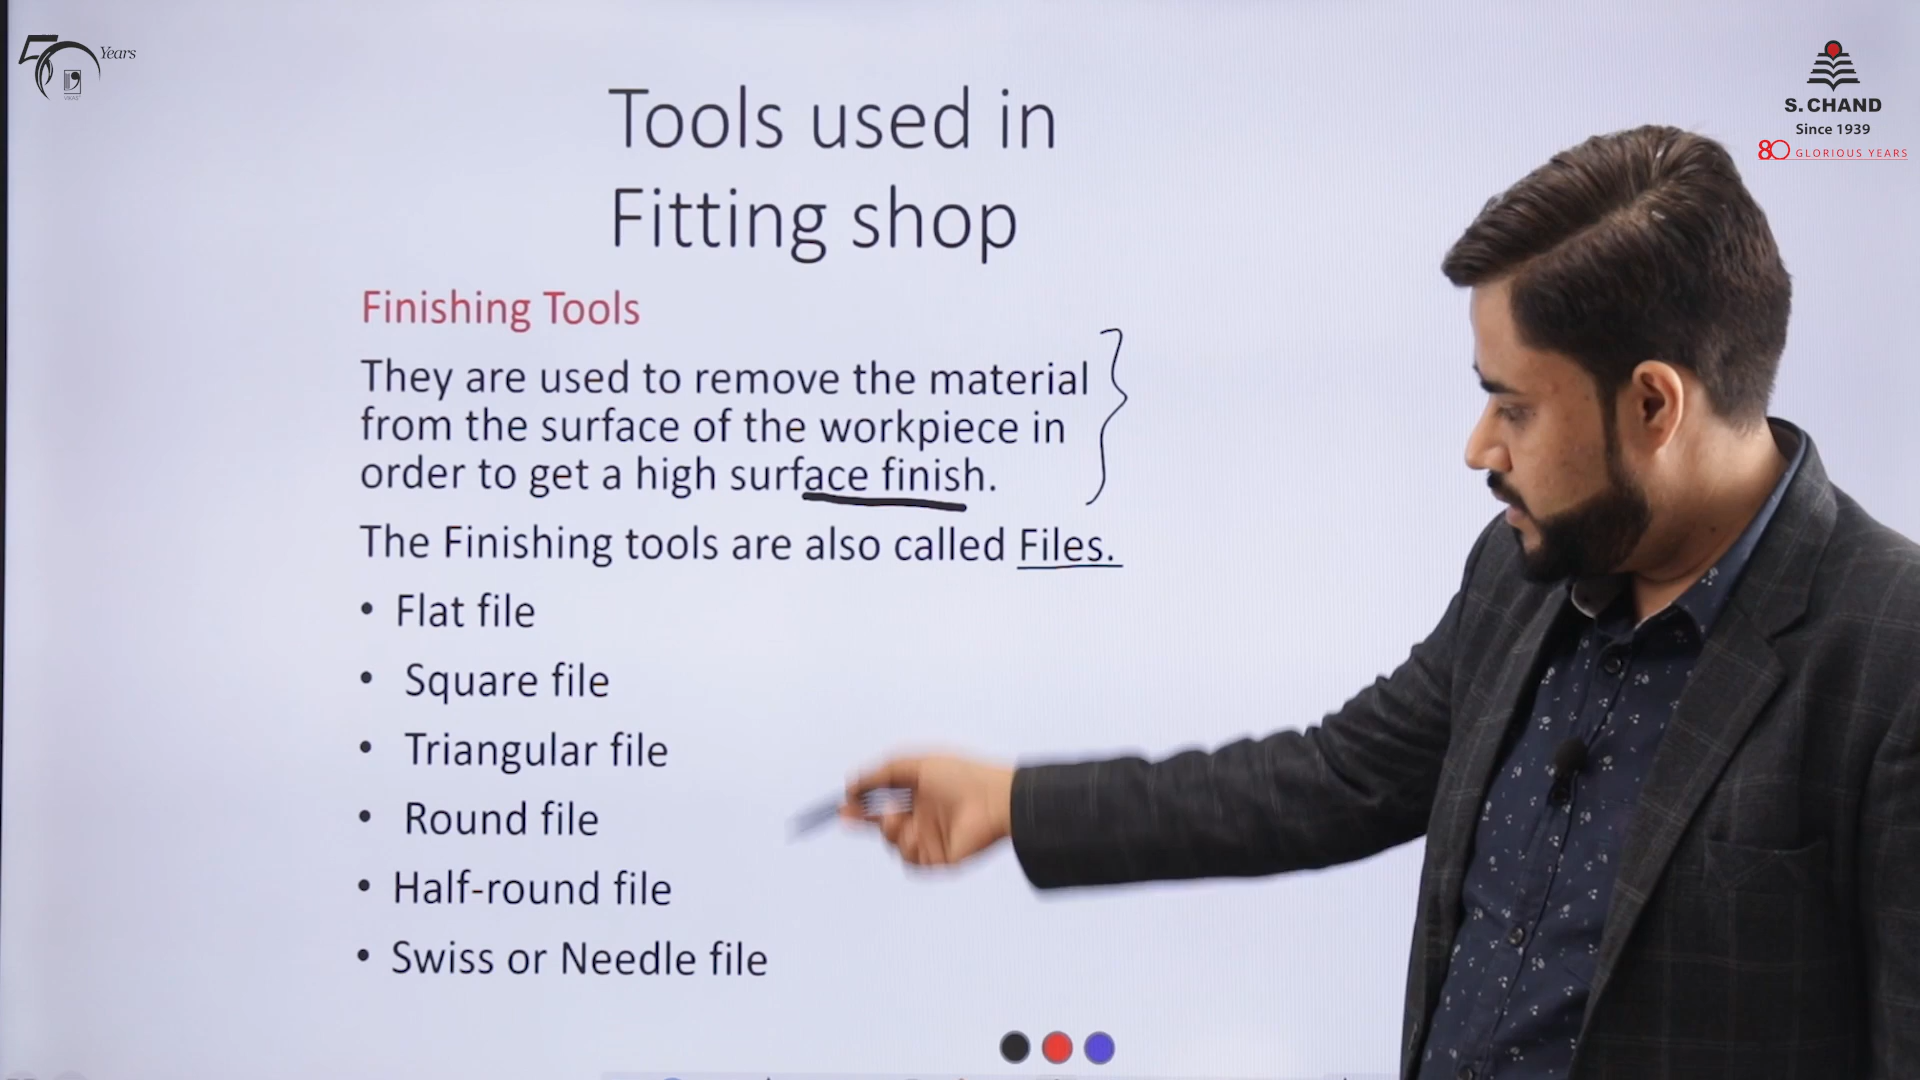 50 Years
VIKAS
S. CHAND
Since 1939
80 GLORIOUS YEARS
Tools used in
Fitting shop
Finishing Tools
They are used to remove the material
from the surface of the workpiece in
order to get a high surface finish.
The Finishing tools are also called Files.
• Flat file
• Square file
• Triangular file
• Round file
• Half-round file
• Swiss or Needle file